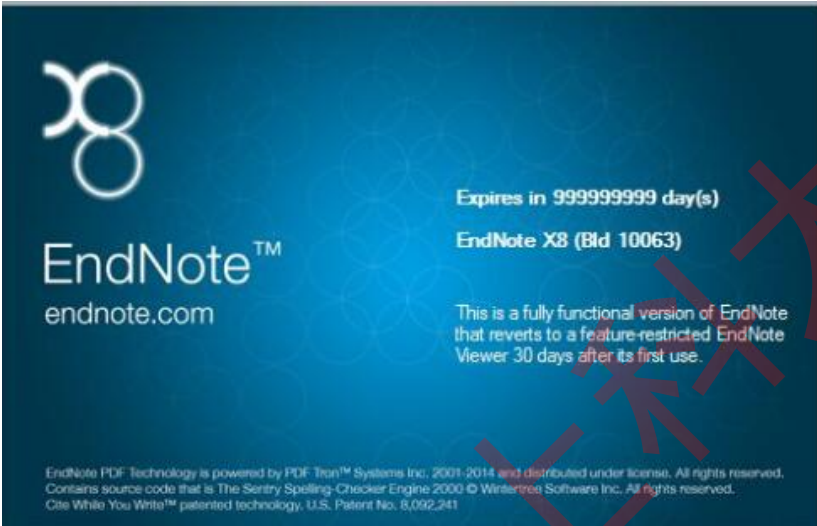 X8
EndNote™
endnote.com
Expires in 999999999 day(s)
EndNote X8 (Bld 10063)
This is a fully functional version of EndNote
that reverts to a feature-restricted EndNote
Viewer 30 days after its first use.
EndNote PDF Technology is powered by PDF Tron™ Systems Inc. 2001-2014 and distributed under license. All rights reserved.
Contains source code that is The Sentry Spelling-Checker Engine 2000 © Wintertree Software Inc. All rights reserved.
Cite While You Write™ patented technology. U.S. Patent No. 8,092,241
上科大